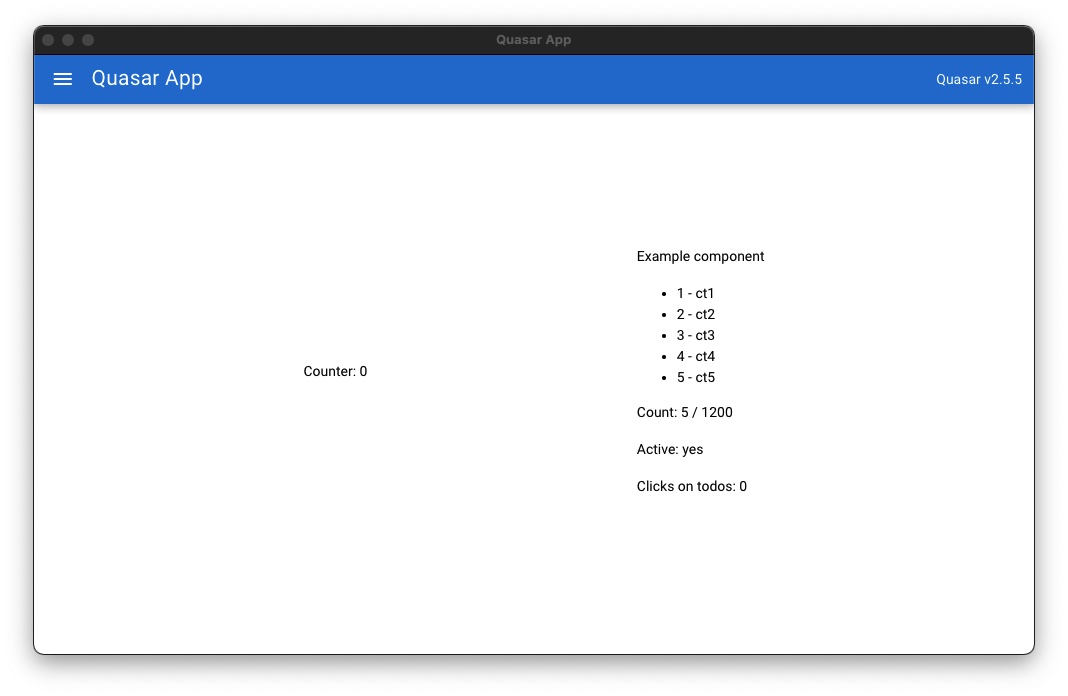 Quasar App
Quasar App
Quasar v2.5.5
Counter: 0
Example component
1 - ct1
2 - ct2
3 - ct3
4 - ct4
5 - ct5
Count: 5 / 1200
Active: yes
Clicks on todos: 0